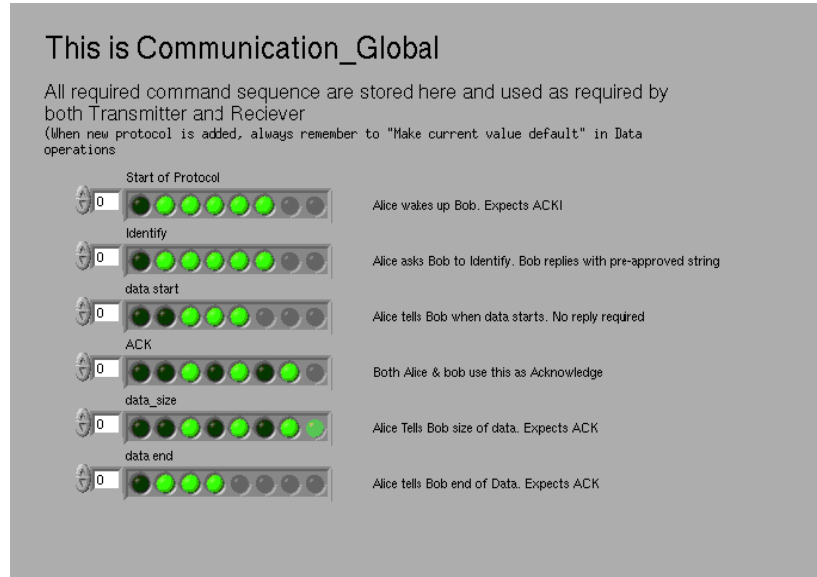 This is Communication_Global
All required command sequence are stored here and used as required by
both Transmitter and Reciever
(When new protocol is added, always remember to "Make current value default" in Data
operations
Start of Protocol
0
Alice wakes up Bob. Expects ACK!
Identify
0
Alice asks Bob to Identify. Bob replies with pre-approved string
data start
0
Alice tells Bob when data starts. No reply required
ACK
0
Both Alice & bob use this as Acknowledge
data_size
0
Alice Tells Bob size of data. Expects ACK
data end
0
Alice tells Bob end of Data. Expects ACK